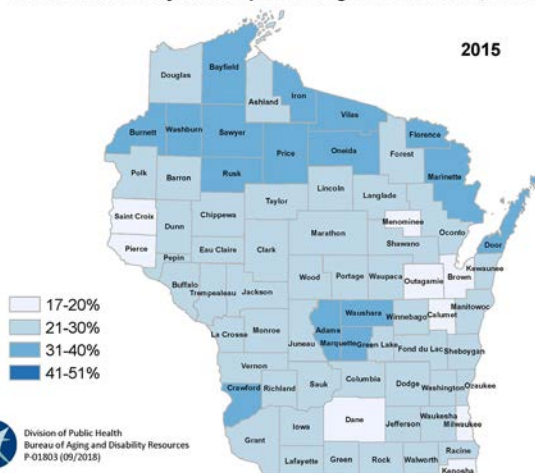 2015
Douglas
Bayfield
Ashland
Iron
Vilas
Burnett
Washburn
Sawyer
Price
Oneida
Florence
Forest
Marinette
Polk
Barron
Rusk
Lincoln
Langlade
Taylor
Saint Croix
Dunn
Chippewa
Marathon
Menominee
Oconto
Door
Pierce
Pepin
Eau Claire
Clark
Shawano
Kewaunee
Buffalo
Trempealeau
Jackson
Wood
Portage
Waupaca
Outagamie
Brown
17-20%
21-30%
31-40%
41-51%
La Crosse
Monroe
Juneau
Adams
Waushara
Marquette
Green Lake
Winnebago
Calumet
Manitowoc
Fond du Lac
Sheboygan
Vernon
Crawford
Richland
Sauk
Columbia
Dodge
Washington
Ozaukee
Grant
Iowa
Dane
Jefferson
Waukesha
Milwaukee
Lafayette
Green
Rock
Walworth
Racine
Kenosha
Division of Public Health
Bureau of Aging and Disability Resources
P-01803 (09/2018)